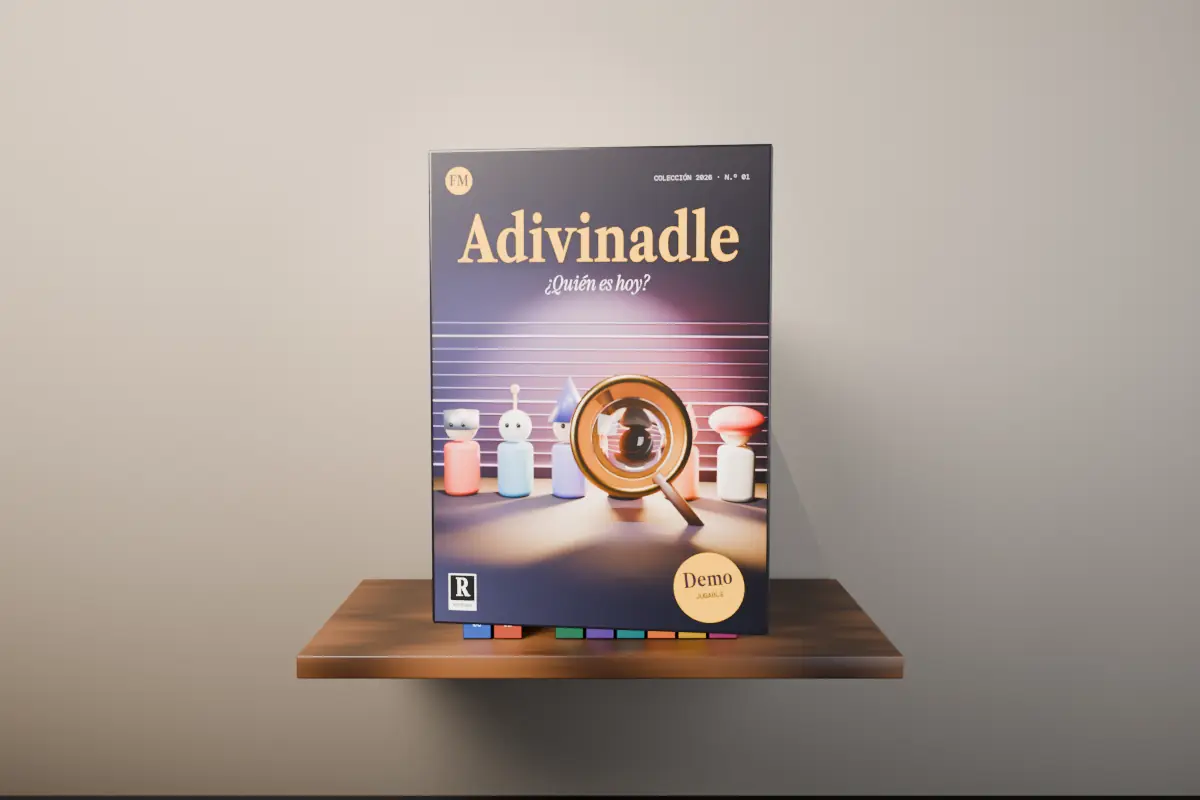 FM
COLECCIÓN 2026 · N.º 01
Adivinadle
¿Quién es hoy?
R
Demo
JUGABLE